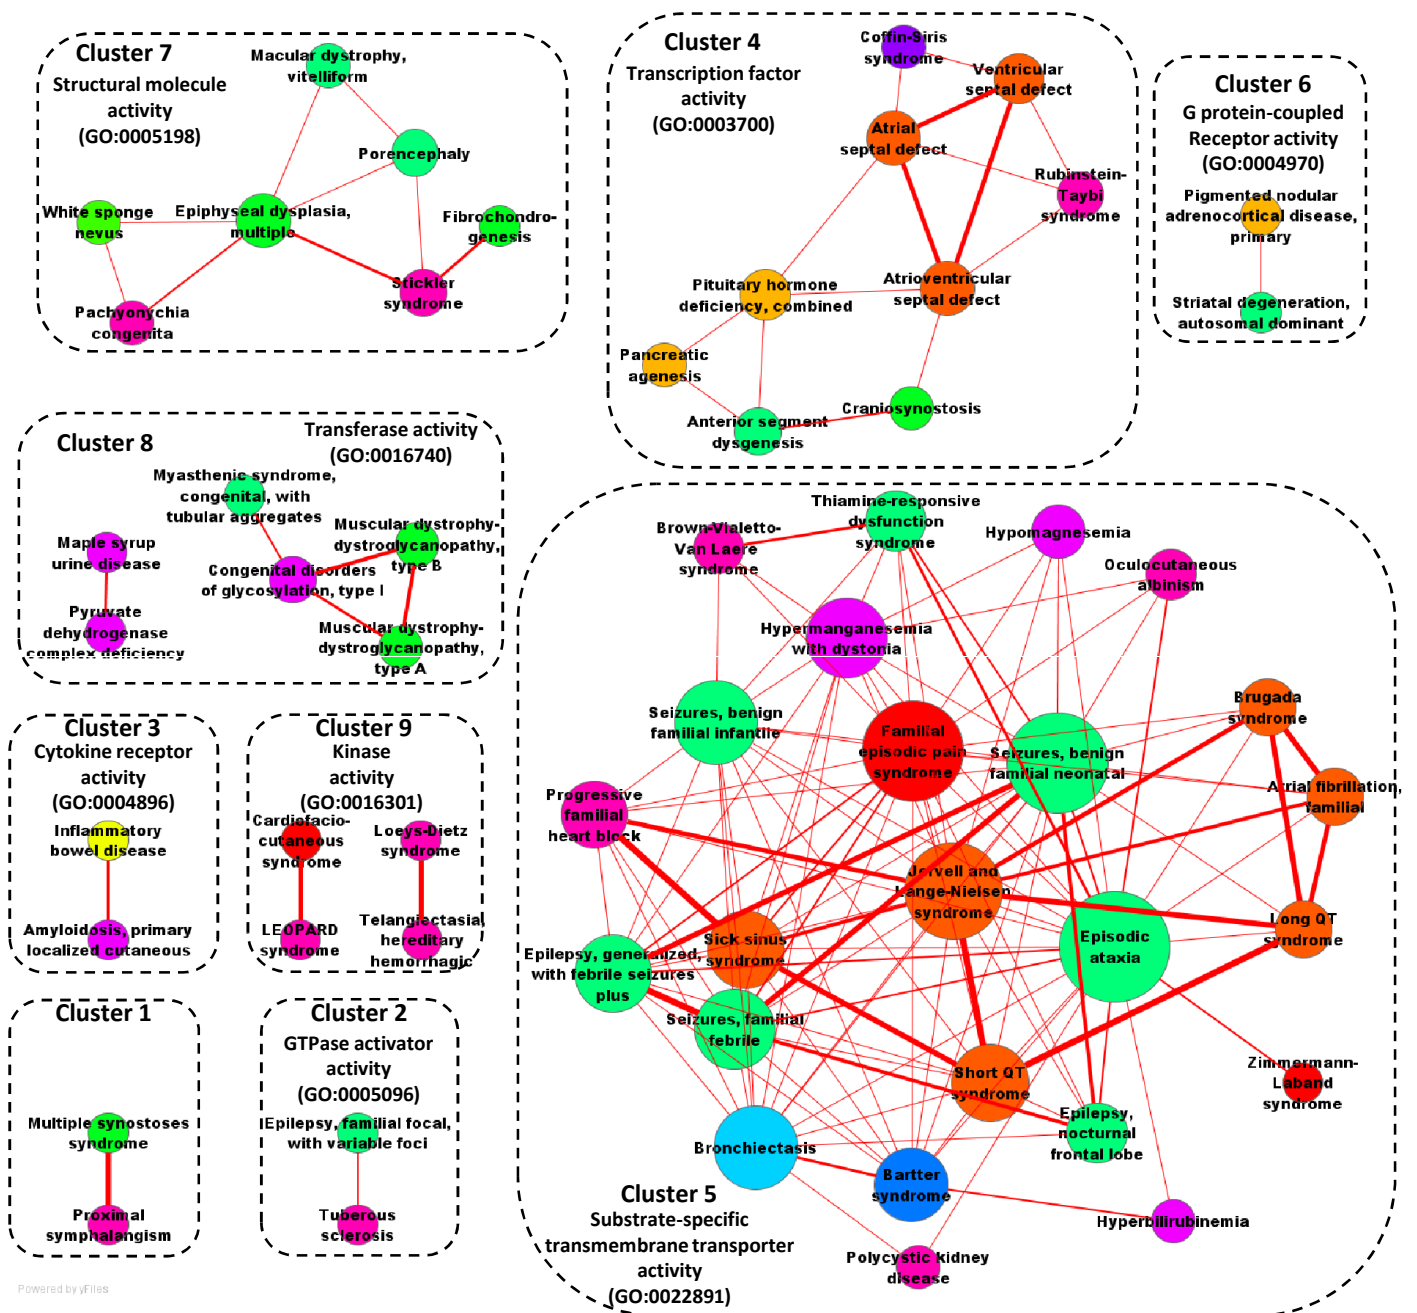 Cluster 7
Structural molecule
activity
(GO:0005198)
Macular dystrophy,
vitelliform
Porencephaly
White sponge
nevus
Epiphyseal dysplasia,
multiple
Fibrochondro-
genesis
Stickler
syndrome
Pachyonychia
congenita
Cluster 4
Transcription factor
activity
(GO:0003700)
Coffin-Siris
syndrome
Ventricular
septal defect
Atrial
septal defect
Rubinstein-
Taybi
syndrome
Pituitary hormone
deficiency, combined
Atrioventricular
septal defect
Pancreatic
agenesis
Anterior segment
dysgenesis
Craniosynostosis
Cluster 6
G protein-coupled
Receptor activity
(GO:0004970)
Pigmented nodular
adrenocortical disease,
primary
Striatal degeneration,
autosomal dominant
Cluster 8
Transferase activity
(GO:0016740)
Myasthenic syndrome,
congenital, with
tubular aggregates
Maple syrup
urine disease
Muscular dystrophy-
dystroglycanopathy,
type B
Congenital disorders
of glycosylation, type I
Pyruvate
dehydrogenase
complex deficiency
Muscular dystrophy-
dystroglycanopathy,
type A
Cluster 3
Cytokine receptor
activity
(GO:0004896)
Inflammatory
bowel disease
Amyloidosis, primary
localized cutaneous
Cluster 9
Kinase
activity
(GO:0016301)
Cardiofacio-
cutaneous
syndrome
Loeys-Dietz
syndrome
LEOPARD
syndrome
Telangiectasia,
hereditary
hemorrhagic
Cluster 1
Multiple synostoses
syndrome
Proximal
symphalangism
Cluster 2
GTPase activator
activity
(GO:0005096)
Epilepsy, familial focal,
with variable foci
Tuberous
sclerosis
Thiamine-responsive
dysfunction
syndrome
Brown-Vialetto-
Van Laere
syndrome
Hypomagnesemia
Oculocutaneous
albinism
Hypermanganesemia
with dystonia
Seizures, benign
familial infantile
Familial
episodic pain
syndrome
Seizures, benign
familial neonatal
Brugada
syndrome
Atrial fibrillation,
familial
Progressive
familial
heart block
Jervell and
Lange-Nielsen
syndrome
Long QT
syndrome
Episodic
ataxia
Sick sinus
syndrome
Epilepsy, generalized,
with febrile seizures
plus
Seizures, familial
febrile
Short QT
syndrome
Zimmermann-
Laband
syndrome
Epilepsy,
nocturnal
frontal lobe
Bronchiectasis
Bartter
syndrome
Hyperbilirubinemia
Polycystic kidney
disease
Cluster 5
Substrate-specific
transmembrane transporter
activity
(GO:0022891)
Powered by yFiles